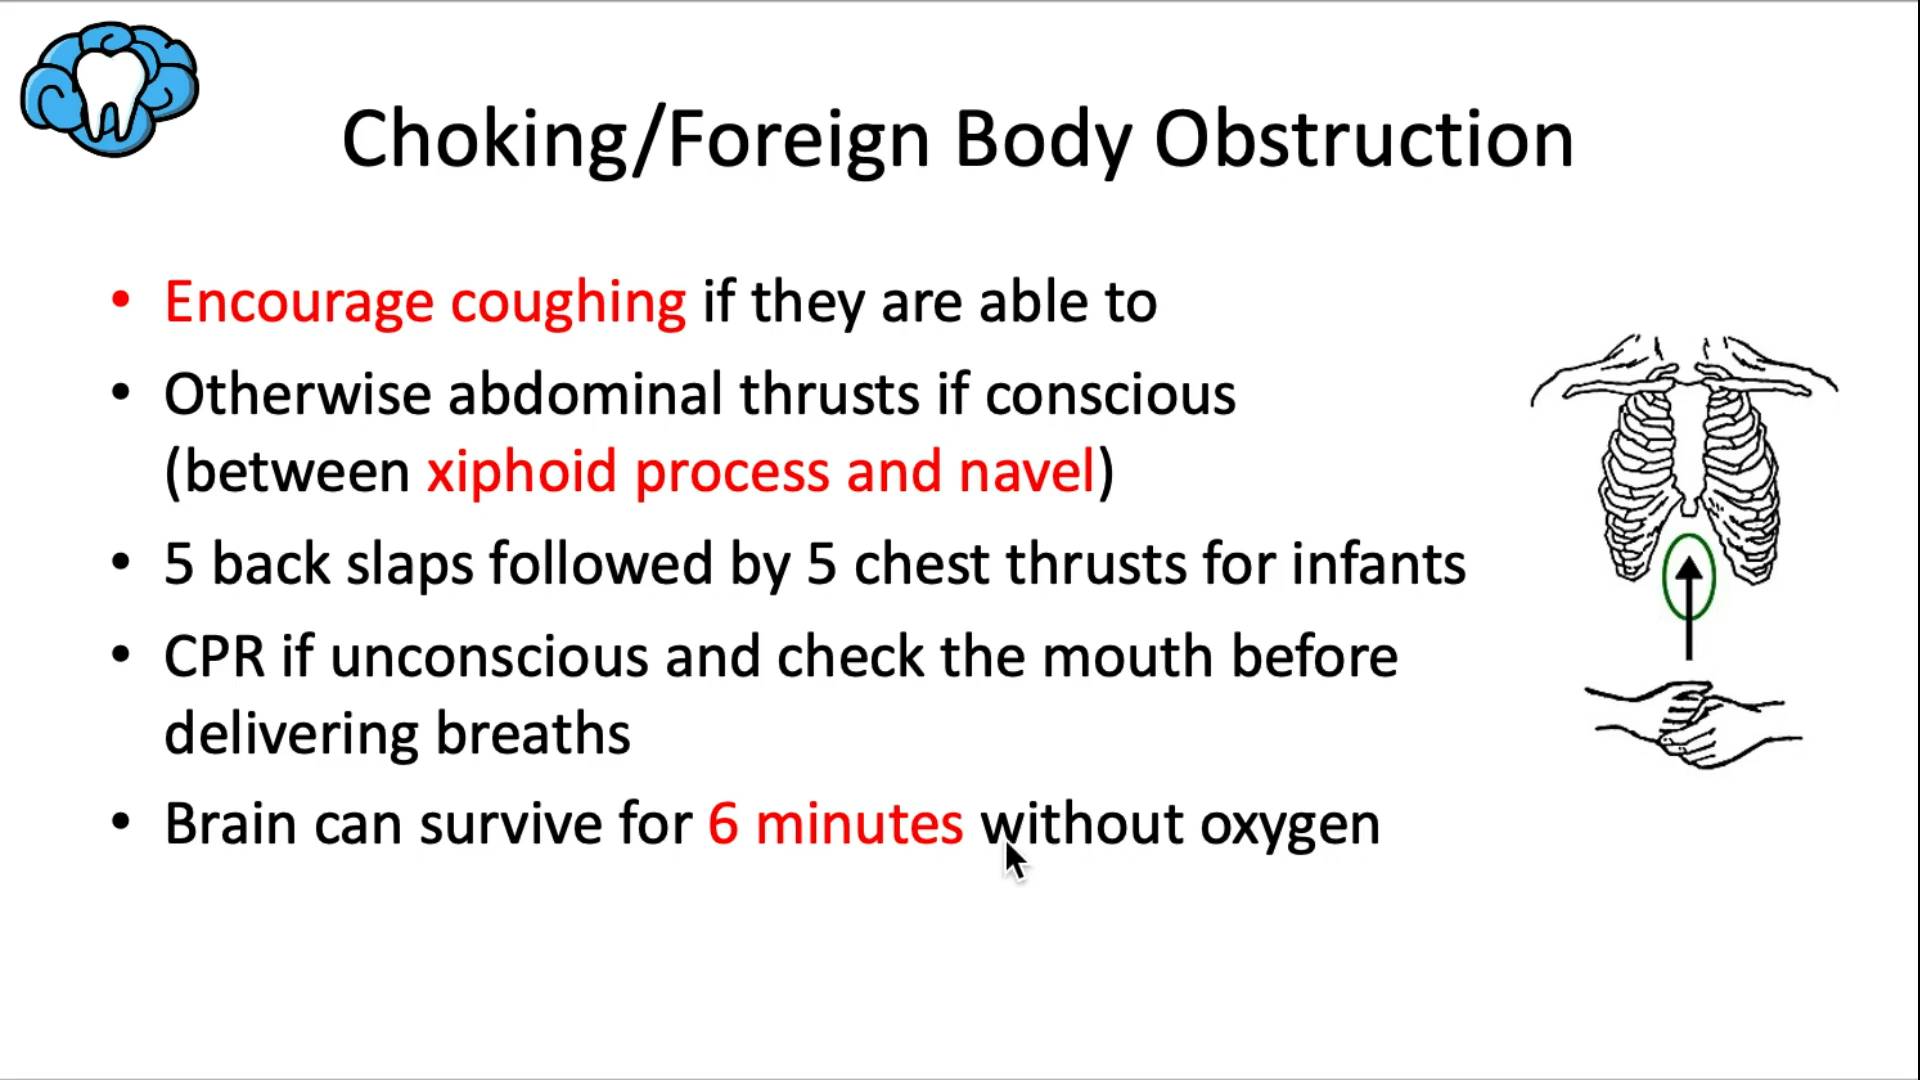 Choking/Foreign Body Obstruction
• Encourage coughing if they are able to
• Otherwise abdominal thrusts if conscious
(between xiphoid process and navel)
• 5 back slaps followed by 5 chest thrusts for infants
• CPR if unconscious and check the mouth before
delivering breaths
• Brain can survive for 6 minutes without oxygen